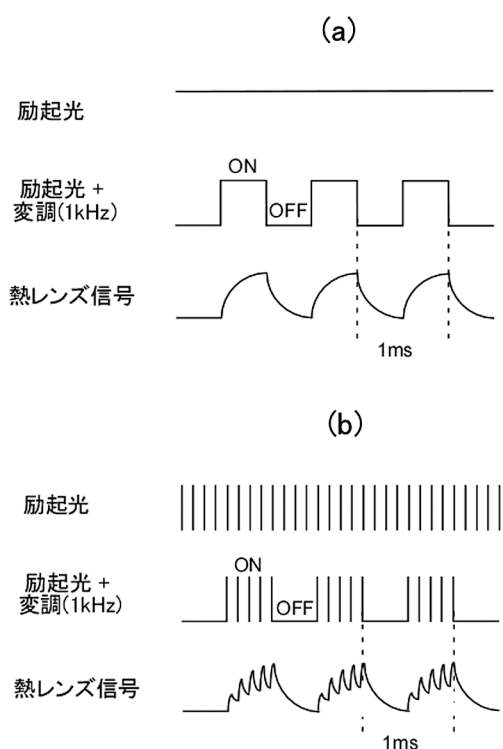 (a)
励起光
ON
励起光 +
変調(1kHz)
OFF
熱レンズ信号
1ms
(b)
励起光
ON
励起光 +
変調(1kHz)
OFF
熱レンズ信号
1ms